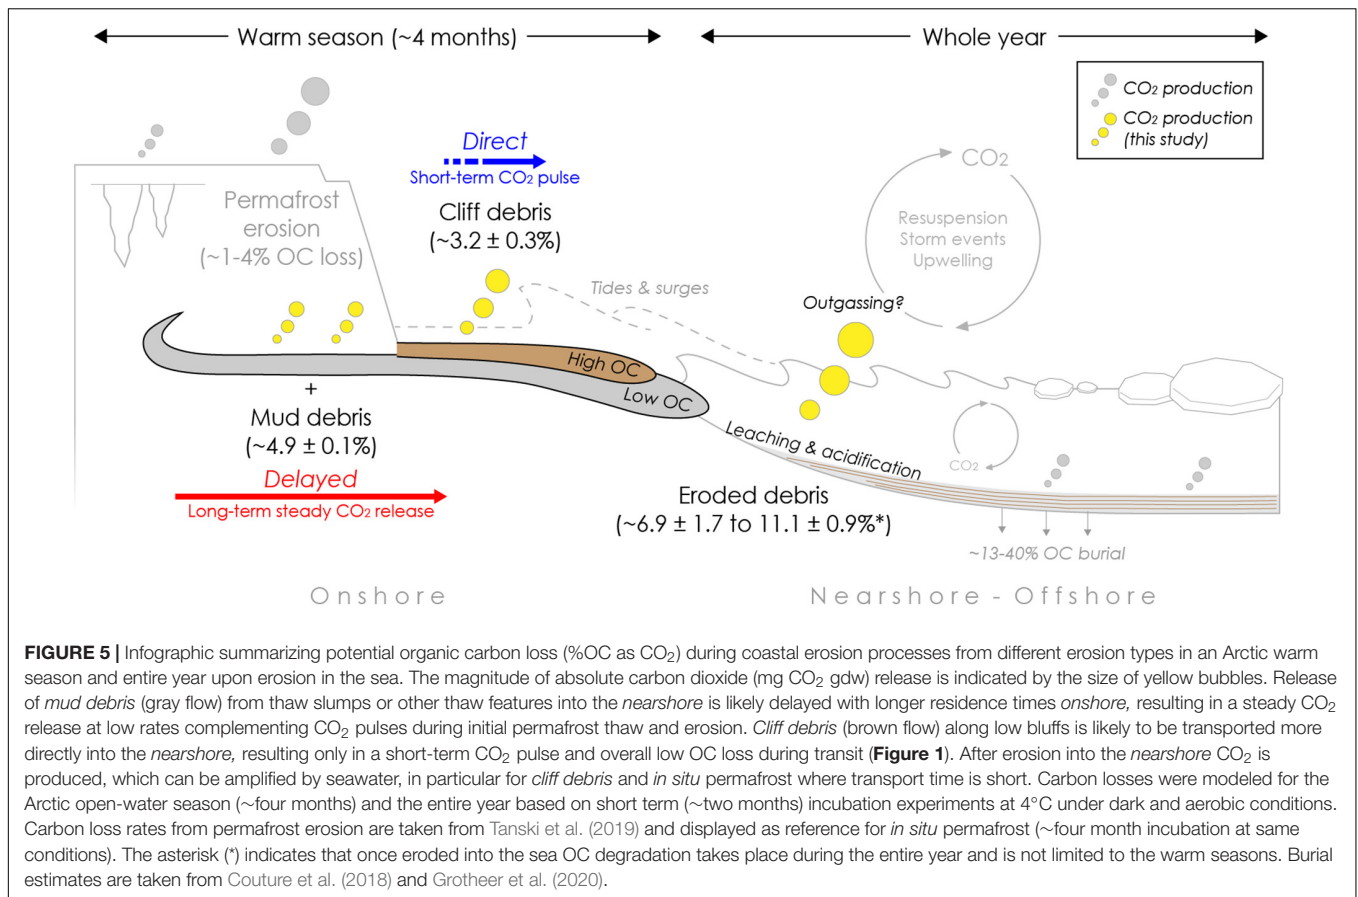 Warm season (~4 months)
Whole year
CO2 production
CO2 production
(this study)
Direct
Short-term CO2 pulse
Cliff debris
(~3.2 ± 0.3%)
Permafrost
erosion
(~1-4% OC loss)
CO2
Resuspension
Storm events
Upwelling
Tides & surges
Outgassing?
High OC
Low OC
+
Mud debris
(~4.9 ± 0.1%)
Delayed
Long-term steady CO2 release
Leaching & acidification
CO2
Eroded debris
(~6.9 ± 1.7 to 11.1 ± 0.9%*)
~13-40% OC burial
Onshore
Nearshore - Offshore
FIGURE 5 | Infographic summarizing potential organic carbon loss (%OC as CO2) during coastal erosion processes from different erosion types in an Arctic warm
season and entire year upon erosion in the sea. The magnitude of absolute carbon dioxide (mg CO2 gdw) release is indicated by the size of yellow bubbles. Release
of mud debris (gray flow) from thaw slumps or other thaw features into the nearshore is likely delayed with longer residence times onshore, resulting in a steady CO2
release at low rates complementing CO2 pulses during initial permafrost thaw and erosion. Cliff debris (brown flow) along low bluffs is likely to be transported more
directly into the nearshore, resulting only in a short-term CO2 pulse and overall low OC loss during transit (Figure 1). After erosion into the nearshore CO2 is
produced, which can be amplified by seawater, in particular for cliff debris and in situ permafrost where transport time is short. Carbon losses were modeled for the
Arctic open-water season (~four months) and the entire year based on short term (~two months) incubation experiments at 4°C under dark and aerobic conditions.
Carbon loss rates from permafrost erosion are taken from Tanski et al. (2019) and displayed as reference for in situ permafrost (~four month incubation at same
conditions). The asterisk (*) indicates that once eroded into the sea OC degradation takes place during the entire year and is not limited to the warm seasons. Burial
estimates are taken from Couture et al. (2018) and Grotheer et al. (2020).